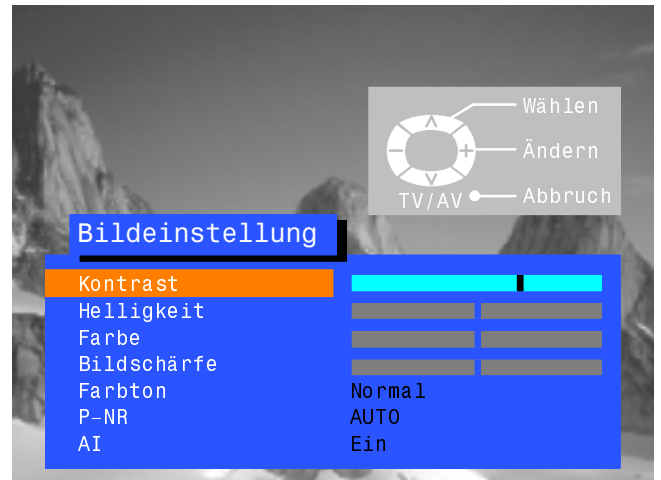 Wählen
Ändern
TV/AV Abbruch
Bildeinstellung
Kontrast
Helligkeit
Farbe
Bildschärfe
Farbton Normal
P-NR AUTO
AI Ein